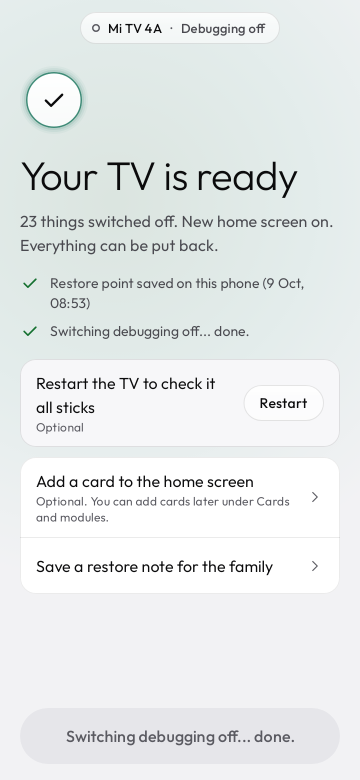 Mi TV 4A · Debugging off
Your TV is ready
23 things switched off. New home screen on.
Everything can be put back.
Restore point saved on this phone (9 Oct,
08:53)
Switching debugging off... done.
Restart the TV to check it
all sticks
Optional
Restart
Add a card to the home screen
Optional. You can add cards later under Cards
and modules.
Save a restore note for the family
Switching debugging off... done.